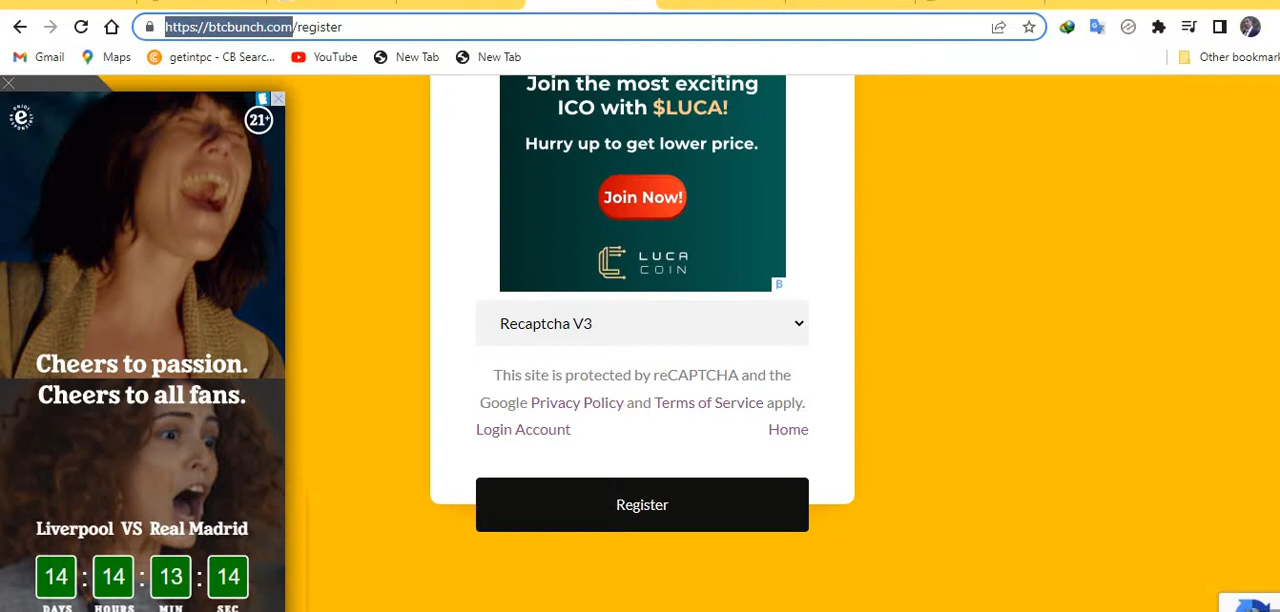 https://btcbunch.com/register
Gmail
Maps
getintpc - CB Searc...
YouTube
New Tab
New Tab
Other bookmar
21+
Cheers to passion.
Cheers to all fans.
Liverpool VS Real Madrid
14 : 14 : 13 : 14
DAYS HOURS MIN SEC
Join the most exciting
ICO with $LUCA!
Hurry up to get lower price.
Join Now!
LUCA
COIN
Recaptcha V3
This site is protected by reCAPTCHA and the
Google Privacy Policy and Terms of Service apply.
Login Account
Home
Register